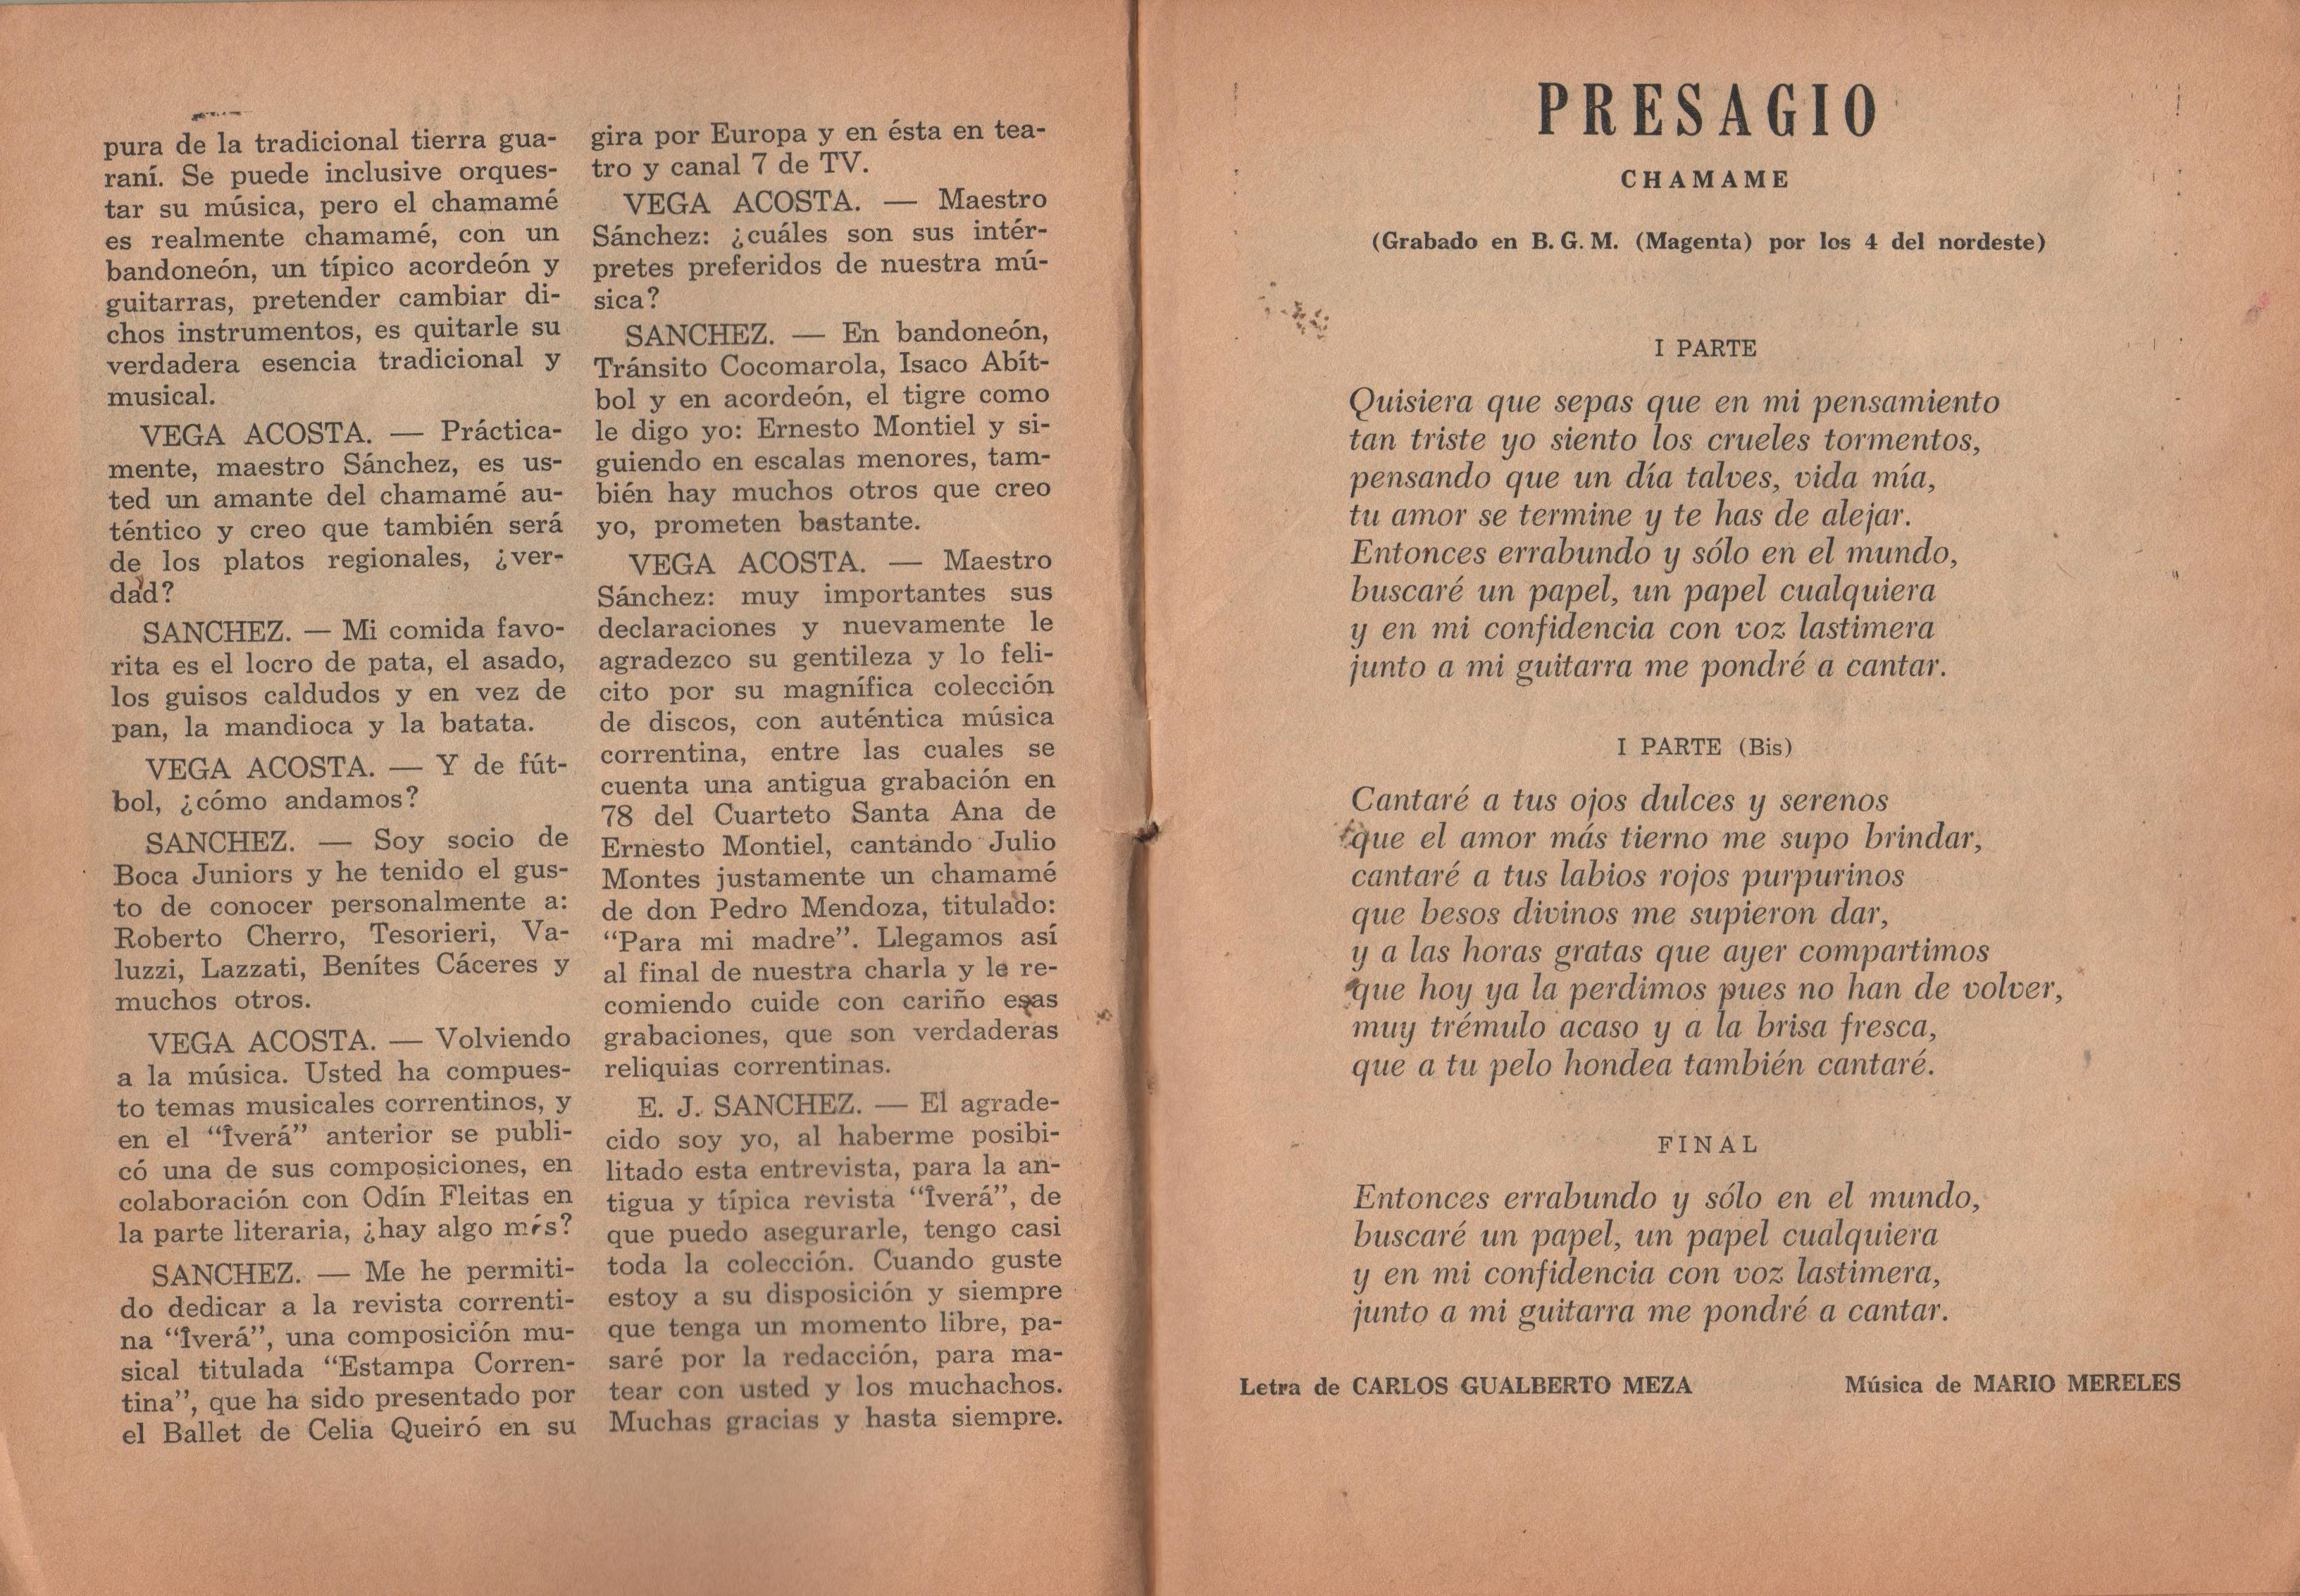 pura de la tradicional tierra gua-
raní. Se puede inclusive orques-
tar su música, pero el chamamé
es realmente chamamé, con un
bandoneón, un típico acordeón y
guitarras, pretender cambiar di-
chos instrumentos, es quitarle su
verdadera esencia tradicional y
musical.
VEGA ACOSTA. — Práctica-
mente, maestro Sánchez, es us-
ted un amante del chamamé au-
téntico y creo que también será
de los platos regionales, ¿ver-
dad?
SANCHEZ. — Mi comida favo-
rita es el locro de pata, el asado,
los guisos caldudos y en vez de
pan, la mandioca y la batata.
VEGA ACOSTA. — Y de fút-
bol, ¿cómo andamos?
SANCHEZ. — Soy socio de
Boca Juniors y he tenido el gus-
to de conocer personalmente a:
Roberto Cherro, Tesorieri, Va-
luzzi, Lazzati, Benítes Cáceres y
muchos otros.
VEGA ACOSTA. — Volviendo
a la música. Usted ha compues-
to temas musicales correntinos, y
en el “Îverá” anterior se publi-
có una de sus composiciones, en
colaboración con Odín Fleitas en
la parte literaria, ¿hay algo más?
SANCHEZ. — Me he permiti-
do dedicar a la revista correnti-
na “Îverá”, una composición mu-
sical titulada “Estampa Corren-
tina”, que ha sido presentado por
el Ballet de Celia Queiró en su
gira por Europa y en ésta en tea-
tro y canal 7 de TV.
VEGA ACOSTA. — Maestro
Sánchez: ¿cuáles son sus intér-
pretes preferidos de nuestra mú-
sica?
SANCHEZ. — En bandoneón,
Tránsito Cocomarola, Isaco Abít-
bol y en acordeón, el tigre como
le digo yo: Ernesto Montiel y si-
guiendo en escalas menores, tam-
bién hay muchos otros que creo
yo, prometen bastante.
VEGA ACOSTA. — Maestro
Sánchez: muy importantes sus
declaraciones y nuevamente le
agradezco su gentileza y lo feli-
cito por su magnífica colección
de discos, con auténtica música
correntina, entre las cuales se
cuenta una antigua grabación en
78 del Cuarteto Santa Ana de
Ernesto Montiel, cantando Julio
Montes justamente un chamamé
de don Pedro Mendoza, titulado:
“Para mi madre”. Llegamos así
al final de nuestra charla y le re-
comiendo cuide con cariño esas
grabaciones, que son verdaderas
reliquias correntinas.
E. J. SANCHEZ. — El agrade-
cido soy yo, al haberme posibi-
litado esta entrevista, para la an-
tigua y típica revista “Îverá”, de
que puedo asegurarle, tengo casi
toda la colección. Cuando guste
estoy a su disposición y siempre
que tenga un momento libre, pa-
saré por la redacción, para ma-
tear con usted y los muchachos.
Muchas gracias y hasta siempre.
PRESAGIO
CHAMAME
(Grabado en B. G. M. (Magenta) por los 4 del nordeste)
I PARTE
Quisiera que sepas que en mi pensamiento
tan triste yo siento los crueles tormentos,
pensando que un día talves, vida mía,
tu amor se termine y te has de alejar.
Entonces errabundo y sólo en el mundo,
buscaré un papel, un papel cualquiera
y en mi confidencia con voz lastimera
junto a mi guitarra me pondré a cantar.
I PARTE (Bis)
Cantaré a tus ojos dulces y serenos
que el amor más tierno me supo brindar,
cantaré a tus labios rojos purpurinos
que besos divinos me supieron dar,
y a las horas gratas que ayer compartimos
que hoy ya la perdimos pues no han de volver,
muy trémulo acaso y a la brisa fresca,
que a tu pelo hondea también cantaré.
FINAL
Entonces errabundo y sólo en el mundo,
buscaré un papel, un papel cualquiera
y en mi confidencia con voz lastimera,
junto a mi guitarra me pondré a cantar.
Letra de CARLOS GUALBERTO MEZA Música de MARIO MERELES